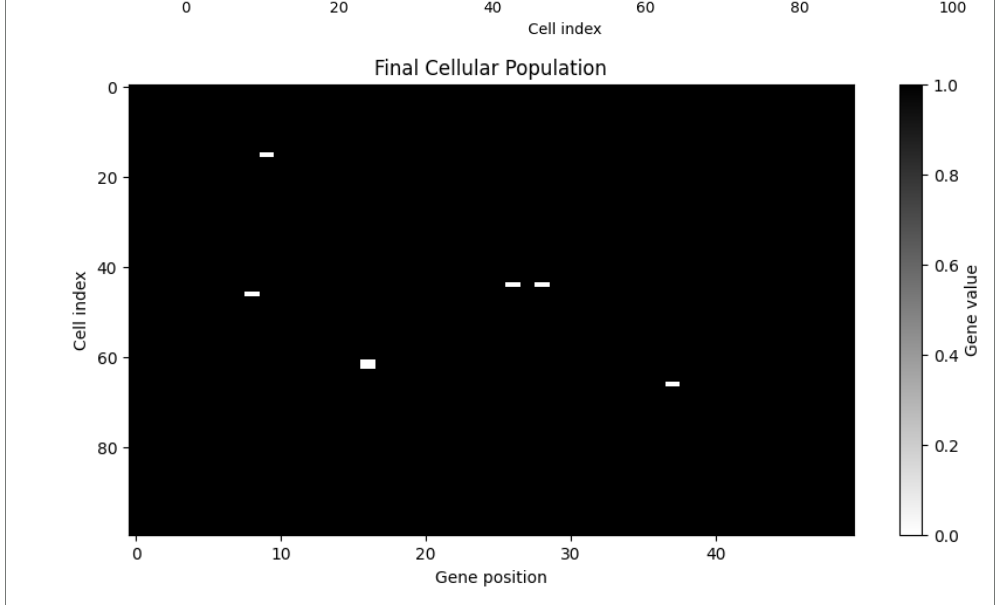 0 20 40 60 80 100
Cell index
Final Cellular Population
0
20
40
60
80
Cell index
0 10 20 30 40
Gene position
1.0
0.8
0.6
0.4
0.2
0.0
Gene value